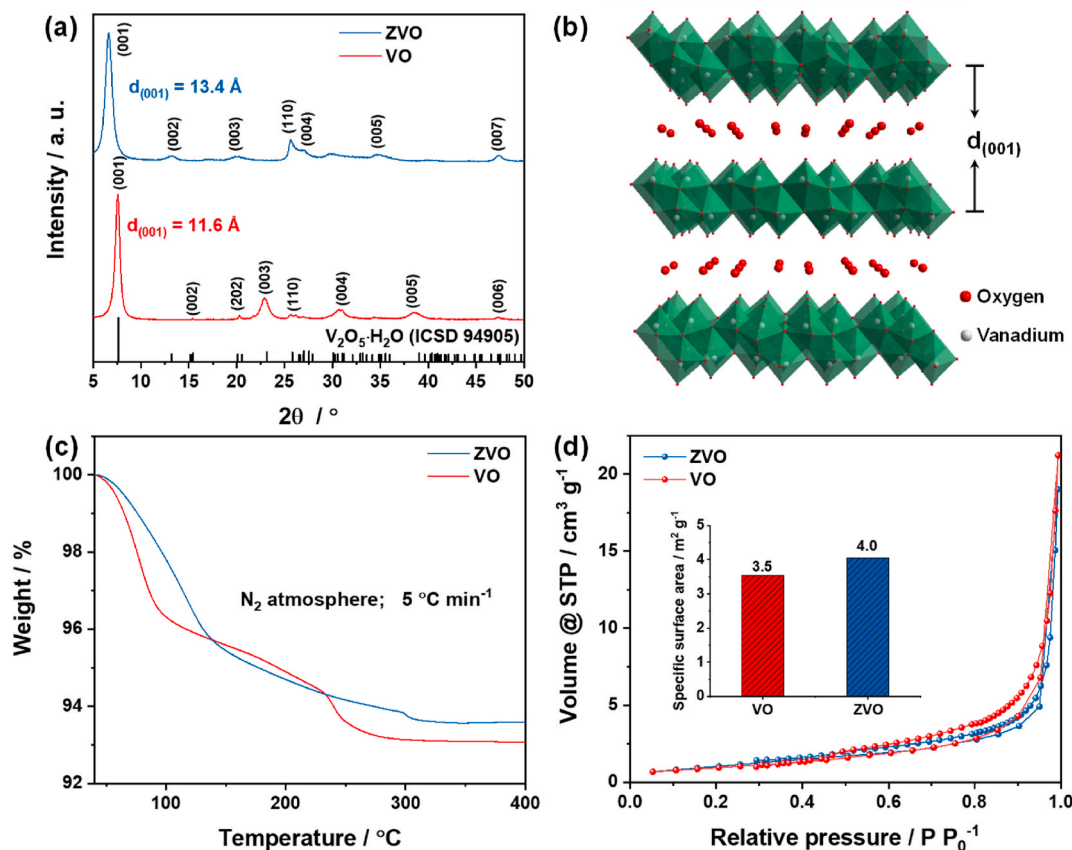 (a)
ZVO
VO
(001)
d(001) = 13.4 Å
(002)
(003)
(110)
(004)
(005)
(007)
(001)
d(001) = 11.6 Å
(002)
(202)
(003)
(110)
(004)
(005)
(006)
V2O5·H2O (ICSD 94905)
5 10 15 20 25 30 35 40 45 50
2θ / °
Intensity / a. u.
(b)
d(001)
Oxygen
Vanadium
(c)
ZVO
VO
100
98
96
94
92
N2 atmosphere; 5 °C min-1
100 200 300 400
Temperature / °C
Weight / %
(d)
ZVO
VO
20
15
10
5
0
5
4
3
2
1
0
3.5
4.0
VO ZVO
Specific surface area / m2 g-1
0.0 0.2 0.4 0.6 0.8 1.0
Relative pressure / P P0-1
Volume @ STP / cm3 g-1